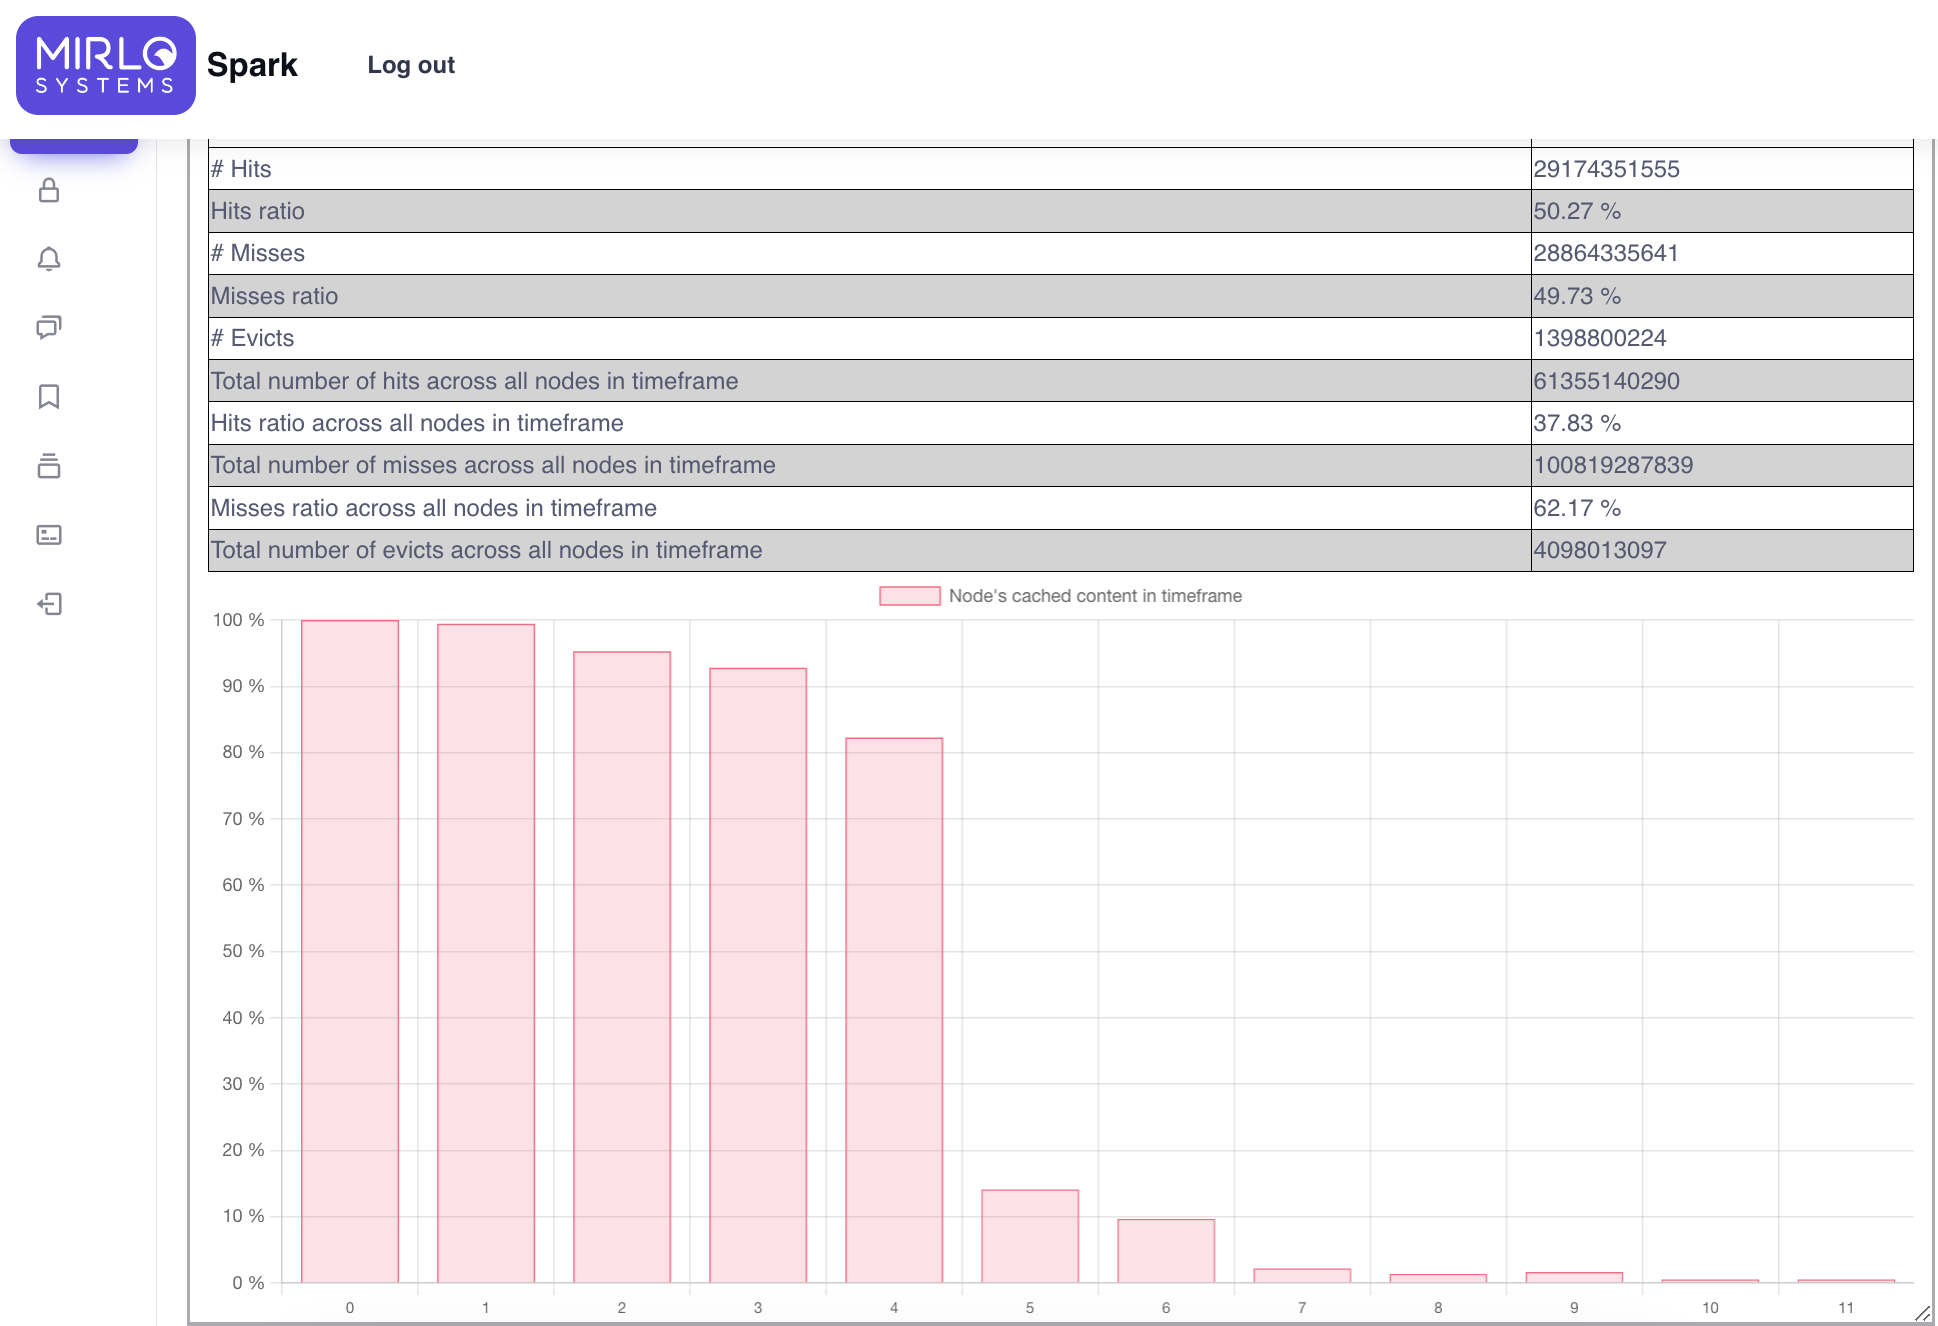 MIRLO
SYSTEMS
Spark
Log out
# Hits 29174351555
Hits ratio 50.27 %
# Misses 28864335641
Misses ratio 49.73 %
# Evicts 1398800224
Total number of hits across all nodes in timeframe 61355140290
Hits ratio across all nodes in timeframe 37.83 %
Total number of misses across all nodes in timeframe 100819287839
Misses ratio across all nodes in timeframe 62.17 %
Total number of evicts across all nodes in timeframe 4098013097
Node's cached content in timeframe
100 %
90 %
80 %
70 %
60 %
50 %
40 %
30 %
20 %
10 %
0 %
0 1 2 3 4 5 6 7 8 9 10 11